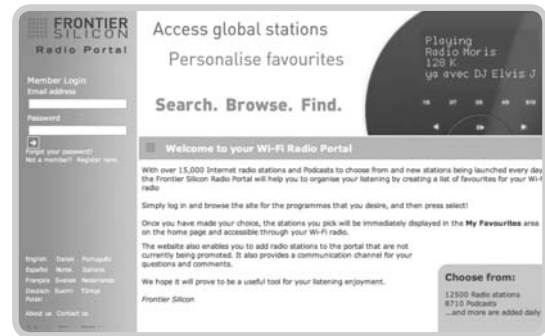 FRONTIER
SILICON
Radio Portal
Member Login
Email address
Password
Forgot your password?
Not a member? Register here.
English Dansk Português
Español Norsk Italiano
Français Svensk Nederlands
Deutsch Suomi Türkçe
Polski
About us Contact us
Access global stations
Personalise favourites
Search. Browse. Find.
Playing
Radio Moris
128 K
ya avec DJ Elvis J
Welcome to your Wi-Fi Radio Portal
With over 15,000 Internet radio stations and Podcasts to choose from and new stations being launched every day
the Frontier Silicon Radio Portal will help you to organise your listening by creating a list of favourites for your Wi-F
radio
Simply log in and browse the site for the programmes that you desire, and then press select!
Once you have made your choice, the stations you pick will be immediately displayed in the My Favourites area
on the home page and accessible through your Wi-Fi radio.
The website also enables you to add radio stations to the portal that are not
currently being promoted. It also provides a communication channel for your
questions and comments.
We hope it will prove to be a useful tool for your listening enjoyment.
Frontier Silicon
Choose from:
12500 Radio stations
8710 Podcasts
...and more are added daily